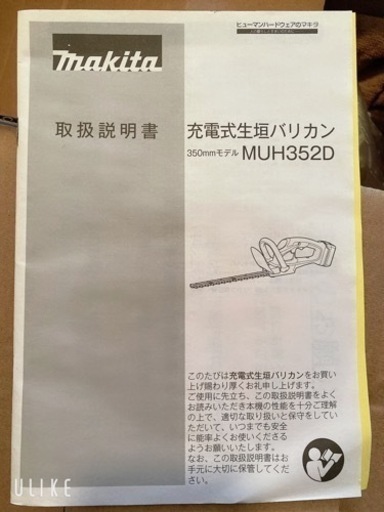 ヒューマンハードウェアのマキタ
makita
取扱説明書
充電式生垣バリカン
350mmモデル MUH352D
このたびは充電式生垣バリカンをお買い
上げ賜わり厚くお礼申し上げます。
ご使用に先立ち、この取扱説明書をよく
お読みいただき本機の性能を十分ご理解
の上で、適切な取り扱いと保守をしてい
ただいて、いつまでも安全
に能率よくお使いくださる
ようお願いいたします。
なお、この取扱説明書はお
手元に大切に保管してくだ
さい。
ULIKE